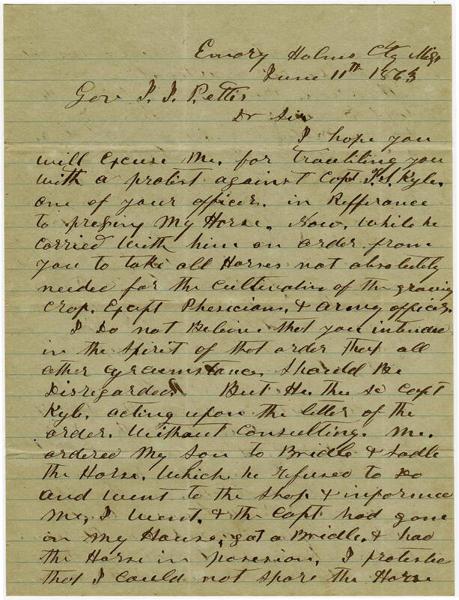 Emory Holms Cty Miss
June 11th 1863
Gov J. J. Pettis
Dr Sir
I hope you
will Excuse Me, for troubling you
with a protest against Capt J. S. Kyle,
one of your officers, in Refferance
to pressing My Horse. Now, while he
carried with him an order from
you to take all Horses not absolutely
needed for the cultivation of the growing
crop. Except Phesicians, & army officers,
I do not Believe that you intended
in the Spirit of that order that all
other cyrcumstances Should Be
Disregarded But He the sd Capt
Kyle, acting upon the letter of the
order. Without Consulting, Me,
ordered My Son to Bridle & Sadle
the Horse. Which he refused to do
and went to the Shop & informed
Me, I went, & the Capt had gone
in my House, got a Bridle, & had
the Horse in possesion, I protested
that I could not spare the Horse